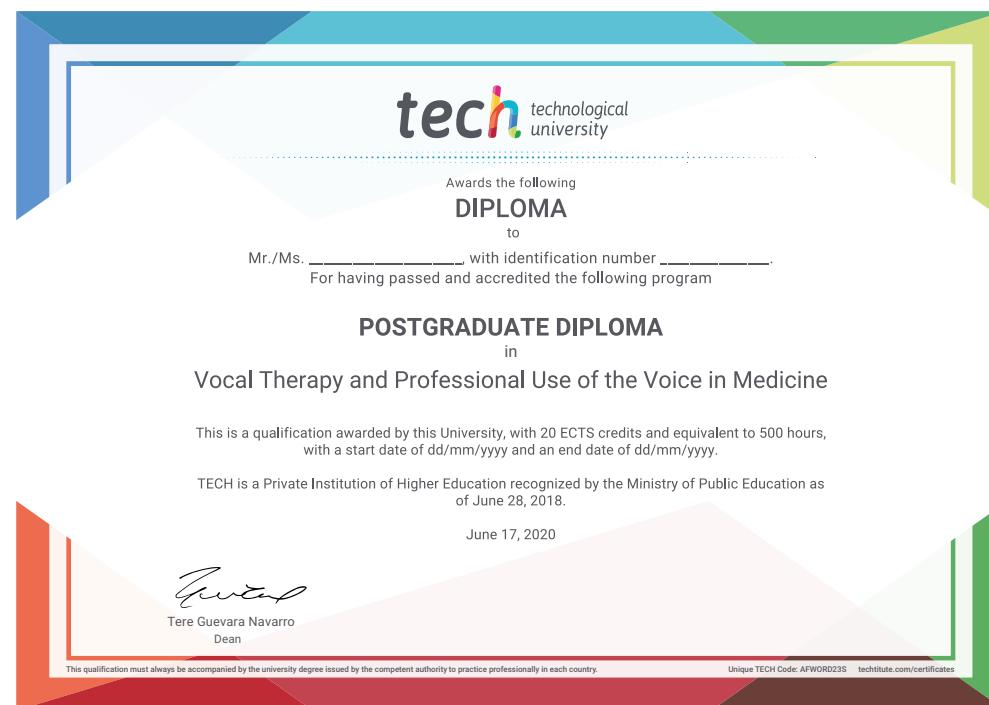 tech technological
university
Awards the following
DIPLOMA
to
Mr./Ms. ____________________, with identification number ______________.
For having passed and accredited the following program
POSTGRADUATE DIPLOMA
in
Vocal Therapy and Professional Use of the Voice in Medicine
This is a qualification awarded by this University, with 20 ECTS credits and equivalent to 500 hours,
with a start date of dd/mm/yyyy and an end date of dd/mm/yyyy.
TECH is a Private Institution of Higher Education recognized by the Ministry of Public Education as
of June 28, 2018.
June 17, 2020
Tere Guevara Navarro
Dean
This qualification must always be accompanied by the university degree issued by the competent authority to practice professionally in each country.
Unique TECH Code: AFWORD23S techtitute.com/certificates